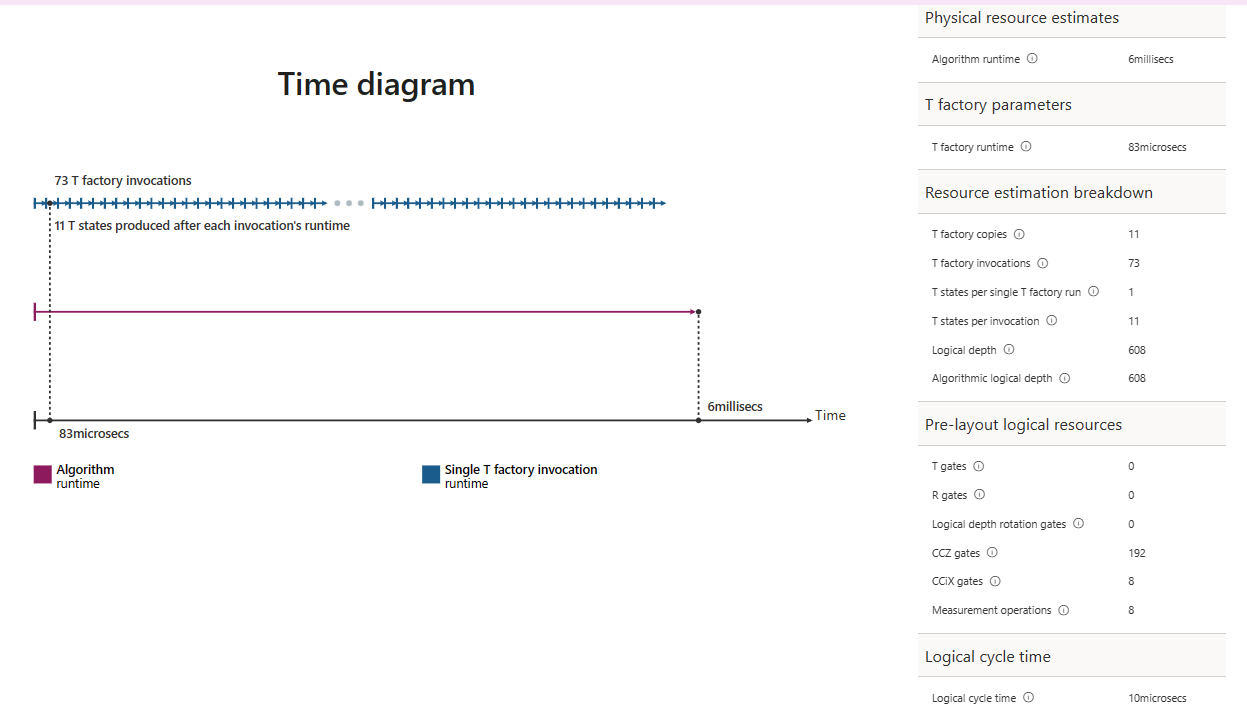 Time diagram
73 T factory invocations
11 T states produced after each invocation's runtime
6millisecs
Time
83microsecs
Algorithm
runtime
Single T factory invocation
runtime
Physical resource estimates
Algorithm runtime 6millisecs
T factory parameters
T factory runtime 83microsecs
Resource estimation breakdown
T factory copies 11
T factory invocations 73
T states per single T factory run 1
T states per invocation 11
Logical depth 608
Algorithmic logical depth 608
Pre-layout logical resources
T gates 0
R gates 0
Logical depth rotation gates 0
CCZ gates 192
CCiX gates 8
Measurement operations 8
Logical cycle time
Logical cycle time 10microsecs